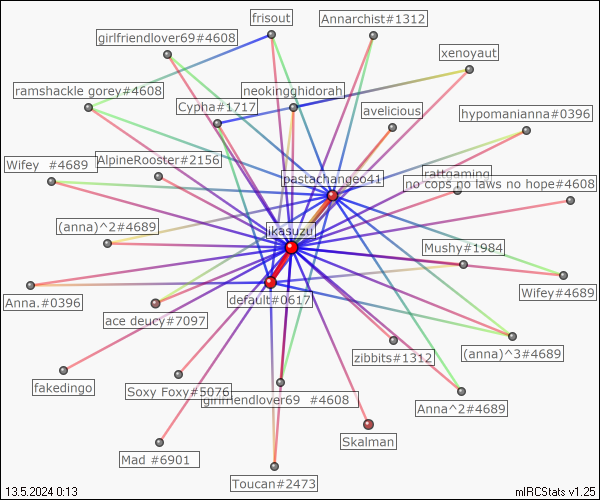 frisout
Annarchist#1312
girlfriendlover69#4608
xenoyaut
ramshackle gorey#4608
neokingghidorah
Cypha#1717
avelicious
hypomanianna#0396
Wifey  #4689
AlpineRooster#2156
rattgaming
pastachangeo41
no cops no laws no hope#4608
(anna)^2#4689
jikasuzu
Mushy#1984
Anna.#0396
default#0617
Wifey#4689
ace deucy#7097
zibbits#1312
(anna)^3#4689
fakedingo
Soxy Foxy#5076
girlfriendlover69  #4608
Anna^2#4689
Skalman
Mad #6901
Toucan#2473
13.5.2024 0:13
mIRCStats v1.25